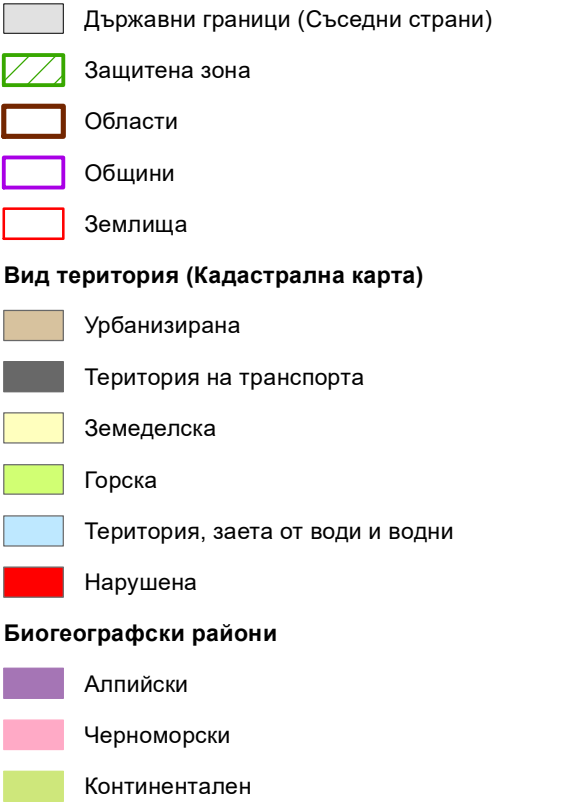 Държавни граници (Съседни страни)
Защитена зона
Области
Общини
Землища
Вид територия (Кадастрална карта)
Урбанизирана
Територия на транспорта
Земеделска
Горска
Територия, заета от води и водни
Нарушена
Биогеографски райони
Алпийски
Черноморски
Континентален